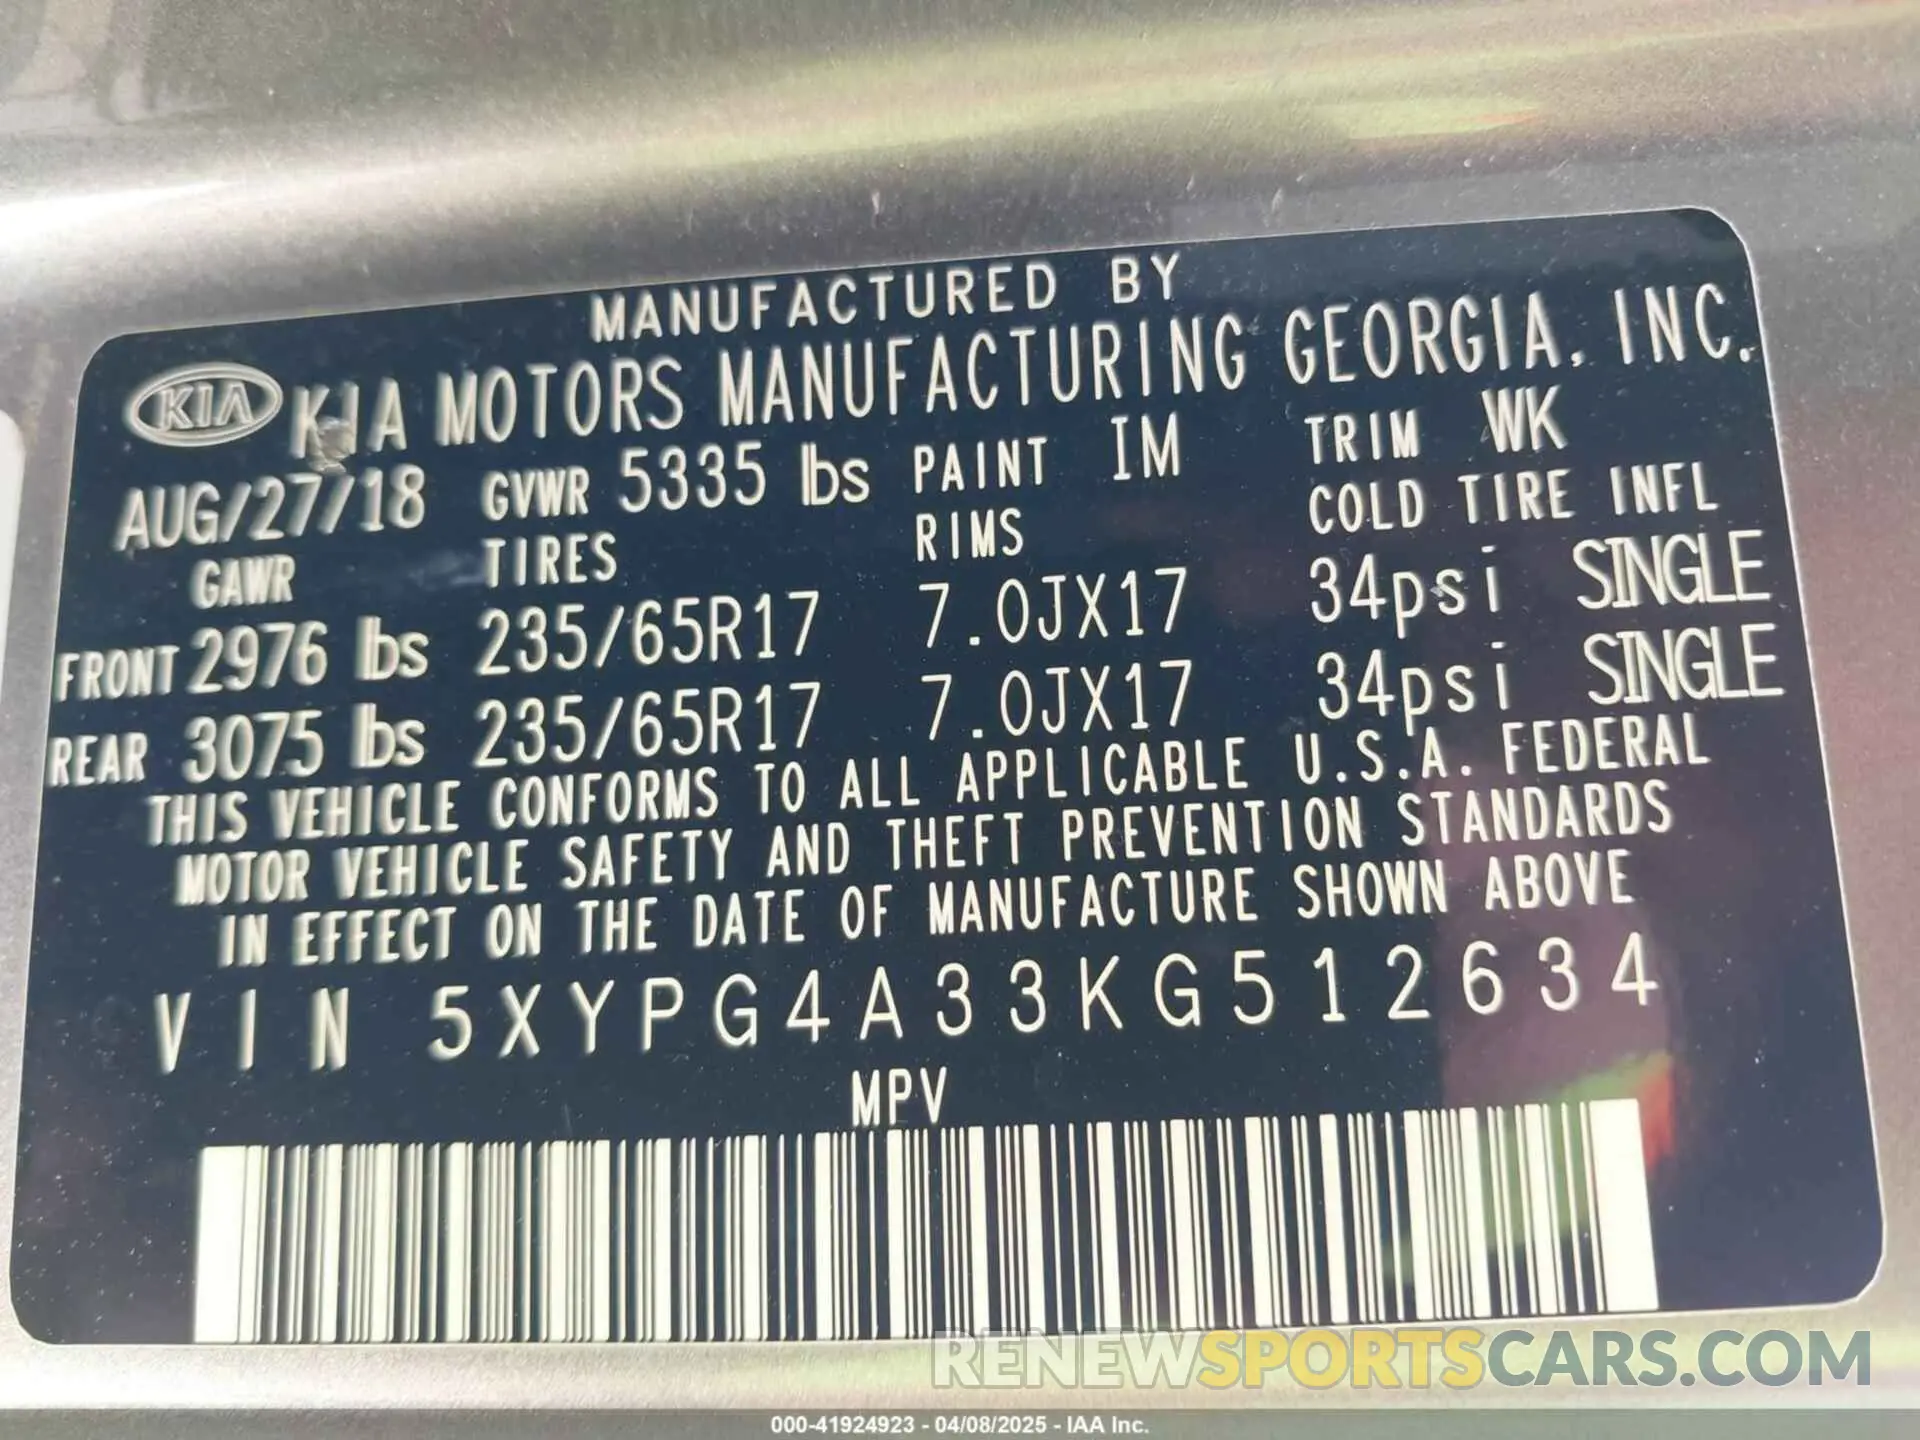 MANUFACTURED BY
KIA KIA MOTORS MANUFACTURING GEORGIA, INC.
AUG/27/18 GVWR 5335 lbs PAINT IM TRIM WK
GAWR TIRES RIMS COLD TIRE INFL
FRONT 2976 lbs 235/65R17 7.0JX17 34psi SINGLE
REAR 3075 lbs 235/65R17 7.0JX17 34psi SINGLE
THIS VEHICLE CONFORMS TO ALL APPLICABLE U.S.A. FEDERAL
MOTOR VEHICLE SAFETY AND THEFT PREVENTION STANDARDS
IN EFFECT ON THE DATE OF MANUFACTURE SHOWN ABOVE
VIN 5XYPG4A33KG512634
MPV
RENEWSPORTSCARS.COM
000-41924923 - 04/08/2025 - IAA Inc.